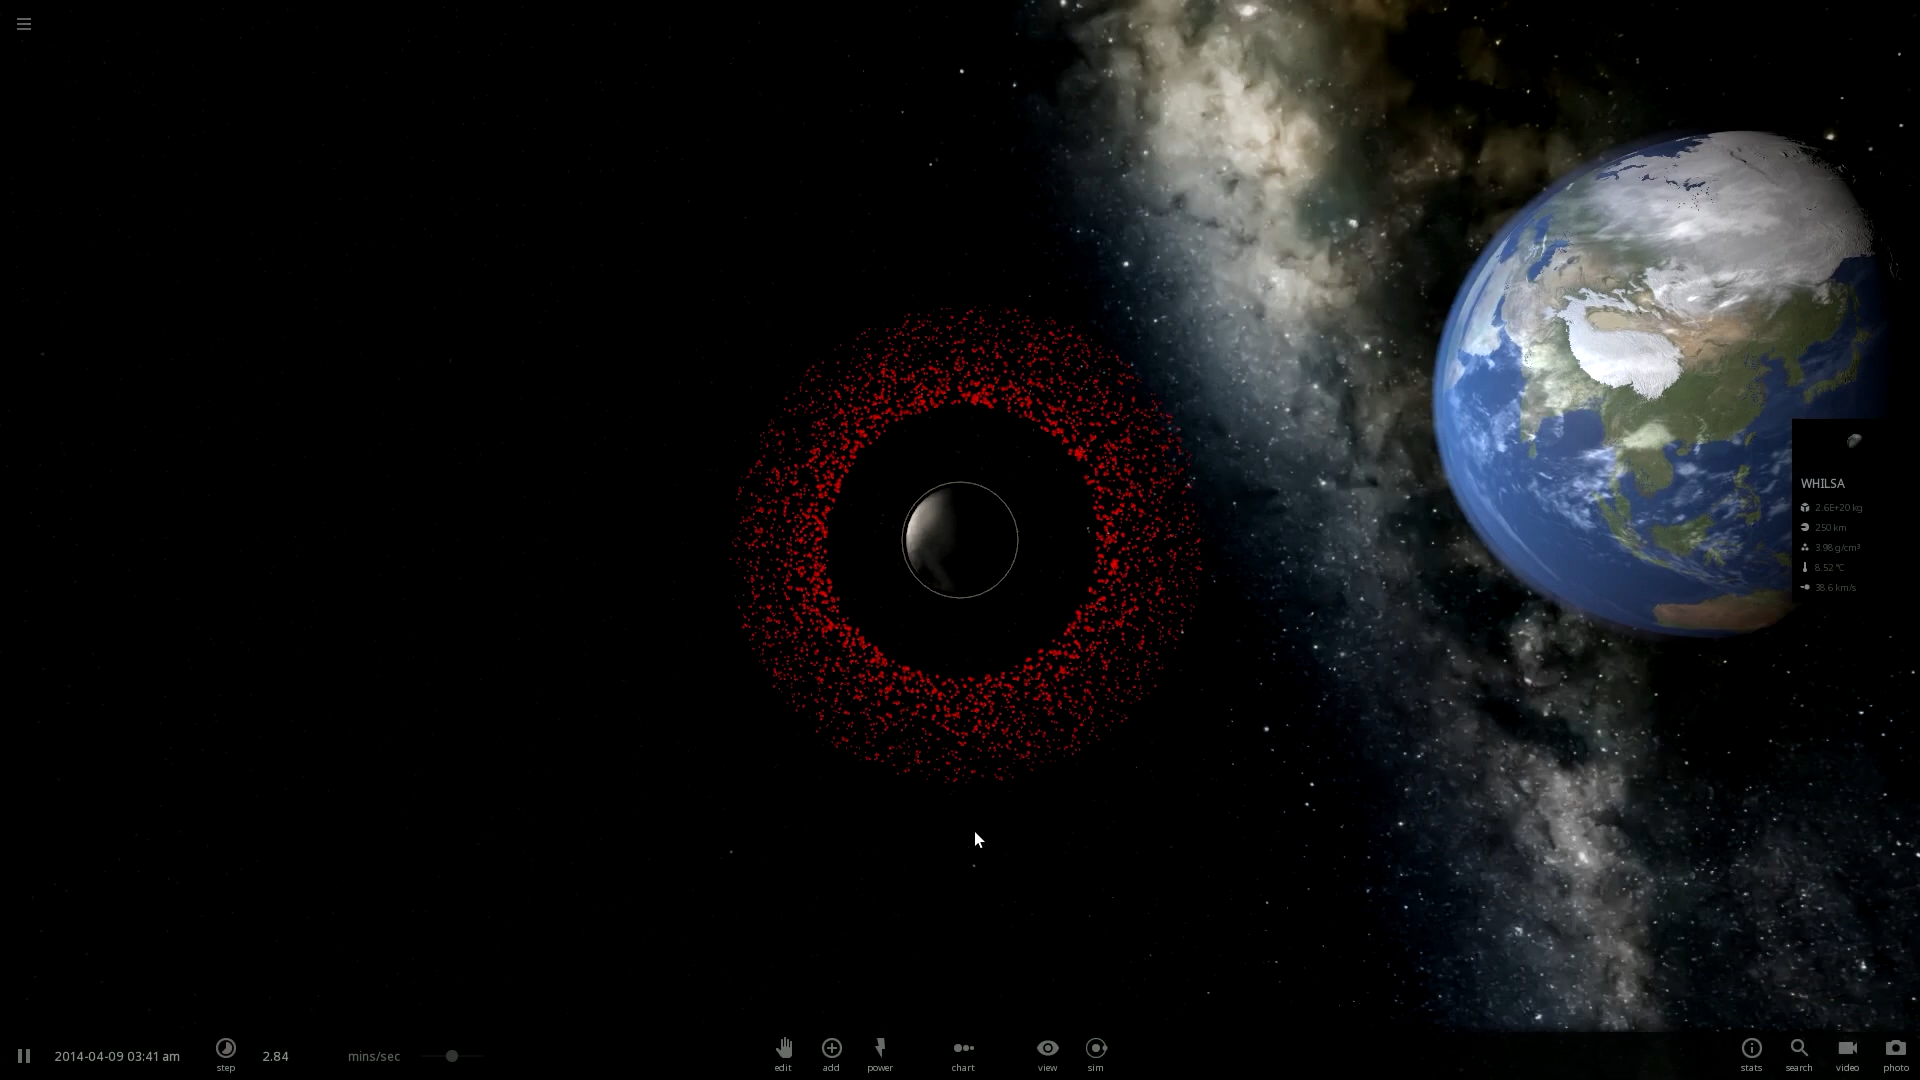 WHILSA
2.6E+20 kg
250 km
3.98 g/cm³
8.52 °C
38.6 km/s
2014-04-09 03:41 am
step
2.84
mins/sec
edit
add
power
chart
view
sim
stats
search
video
photo